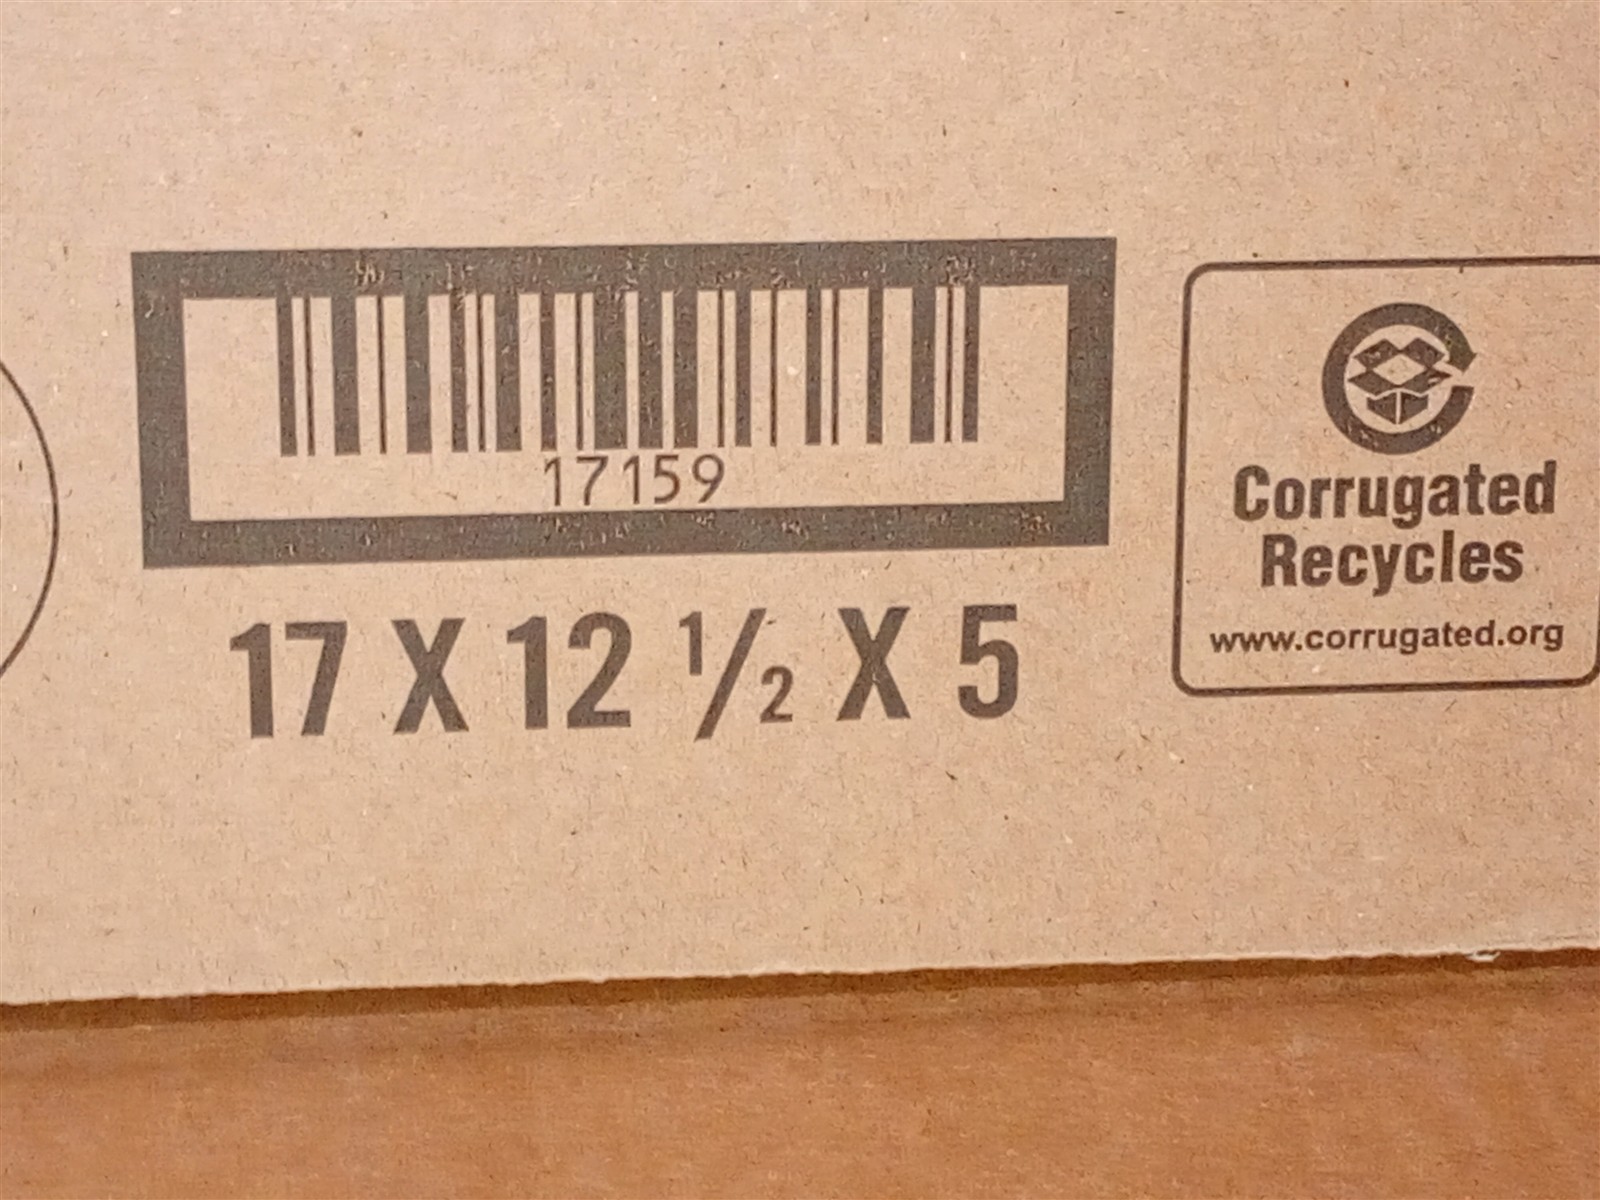 17159
17 X 12 1/2 X 5
Corrugated
Recycles
www.corrugated.org